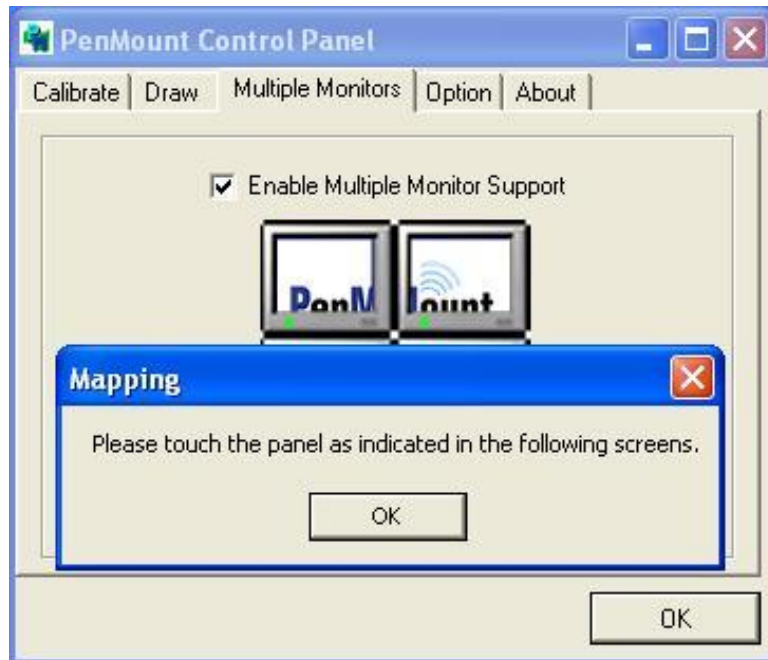 PenMount Control Panel
Calibrate Draw Multiple Monitors Option About
Enable Multiple Monitor Support
PenMount
Mapping
Please touch the panel as indicated in the following screens.
OK
OK